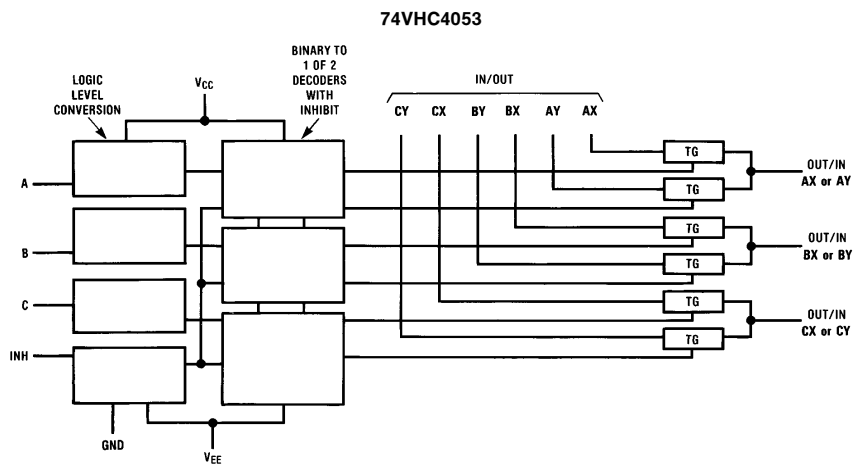 74VHC4053
LOGIC
LEVEL
CONVERSION
VCC
BINARY TO
1 OF 2
DECODERS
WITH
INHIBIT
IN/OUT
CY CX BY BX AY AX
A
B
C
INH
GND
VEE
TG
TG
TG
TG
TG
TG
OUT/IN
AX or AY
OUT/IN
BX or BY
OUT/IN
CX or CY